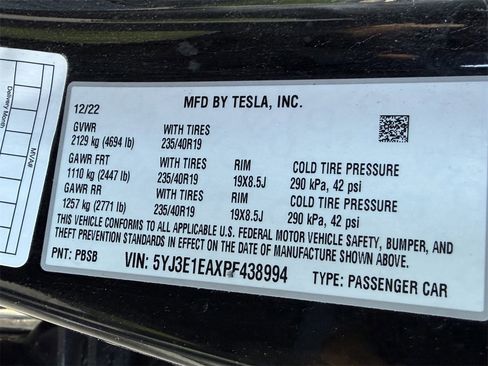 MFD BY TESLA, INC.
12/22
GVWR WITH TIRES
2129 kg (4694 lb) 235/40R19
GAWR FRT WITH TIRES RIM COLD TIRE PRESSURE
1110 kg (2447 lb) 235/40R19 19X8.5J 290 kPa, 42 psi
GAWR RR WITH TIRES RIM COLD TIRE PRESSURE
1257 kg (2771 lb) 235/40R19 19X8.5J 290 kPa, 42 psi
THIS VEHICLE CONFORMS TO ALL APPLICABLE U.S. FEDERAL MOTOR VEHICLE SAFETY, BUMPER, AND
THEFT PREVENTION STANDARDS IN EFFECT ON THE DATE OF MANUFACTURE SHOWN ABOVE.
PNT: PBSB VIN: 5YJ3E1EAXPF438994 TYPE: PASSENGER CAR
Delivery Month
MVAB